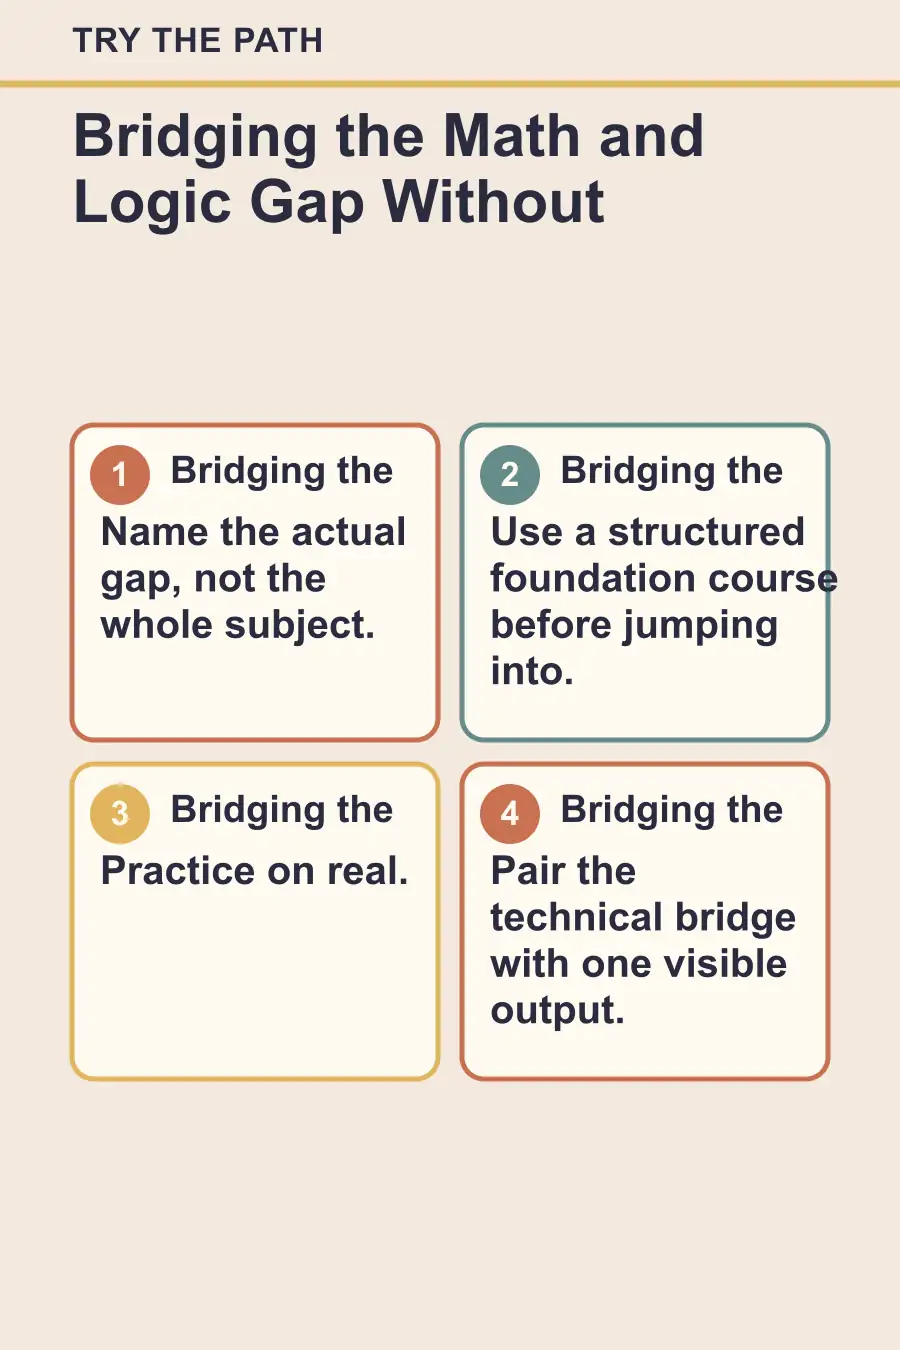 TRY THE PATH
Bridging the Math and
Logic Gap Without
1 Bridging the
Name the actual
gap, not the
whole subject.
2 Bridging the
Use a structured
foundation course
before jumping
into.
3 Bridging the
Practice on real.
4 Bridging the
Pair the
technical bridge
with one visible
output.